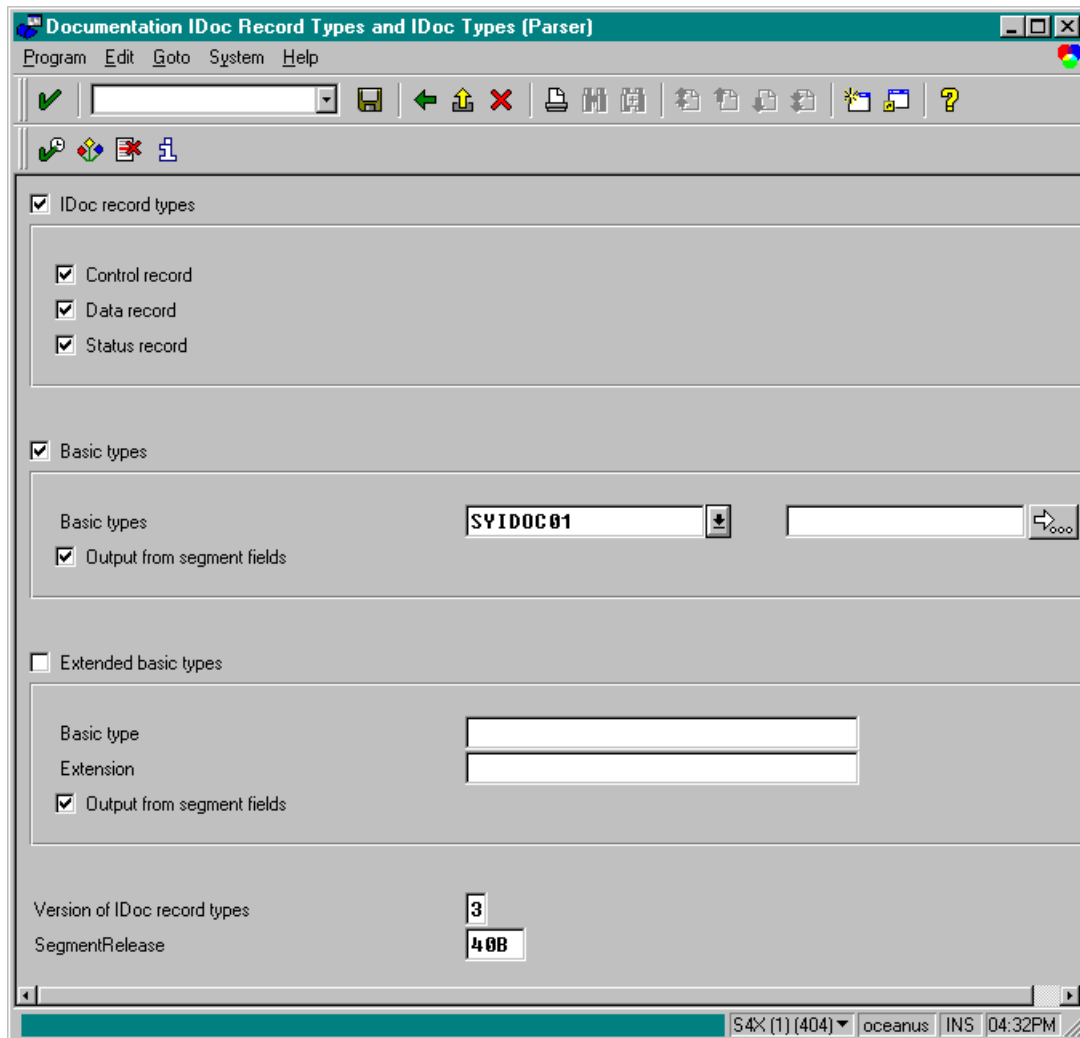 Documentation IDoc Record Types and IDoc Types (Parser)
Program Edit Goto System Help
IDoc record types
Control record
Data record
Status record
Basic types
Basic types SYIDOC01
Output from segment fields
Extended basic types
Basic type
Extension
Output from segment fields
Version of IDoc record types 3
SegmentRelease 40B
S4X (1) (404) oceanus INS 04:32PM